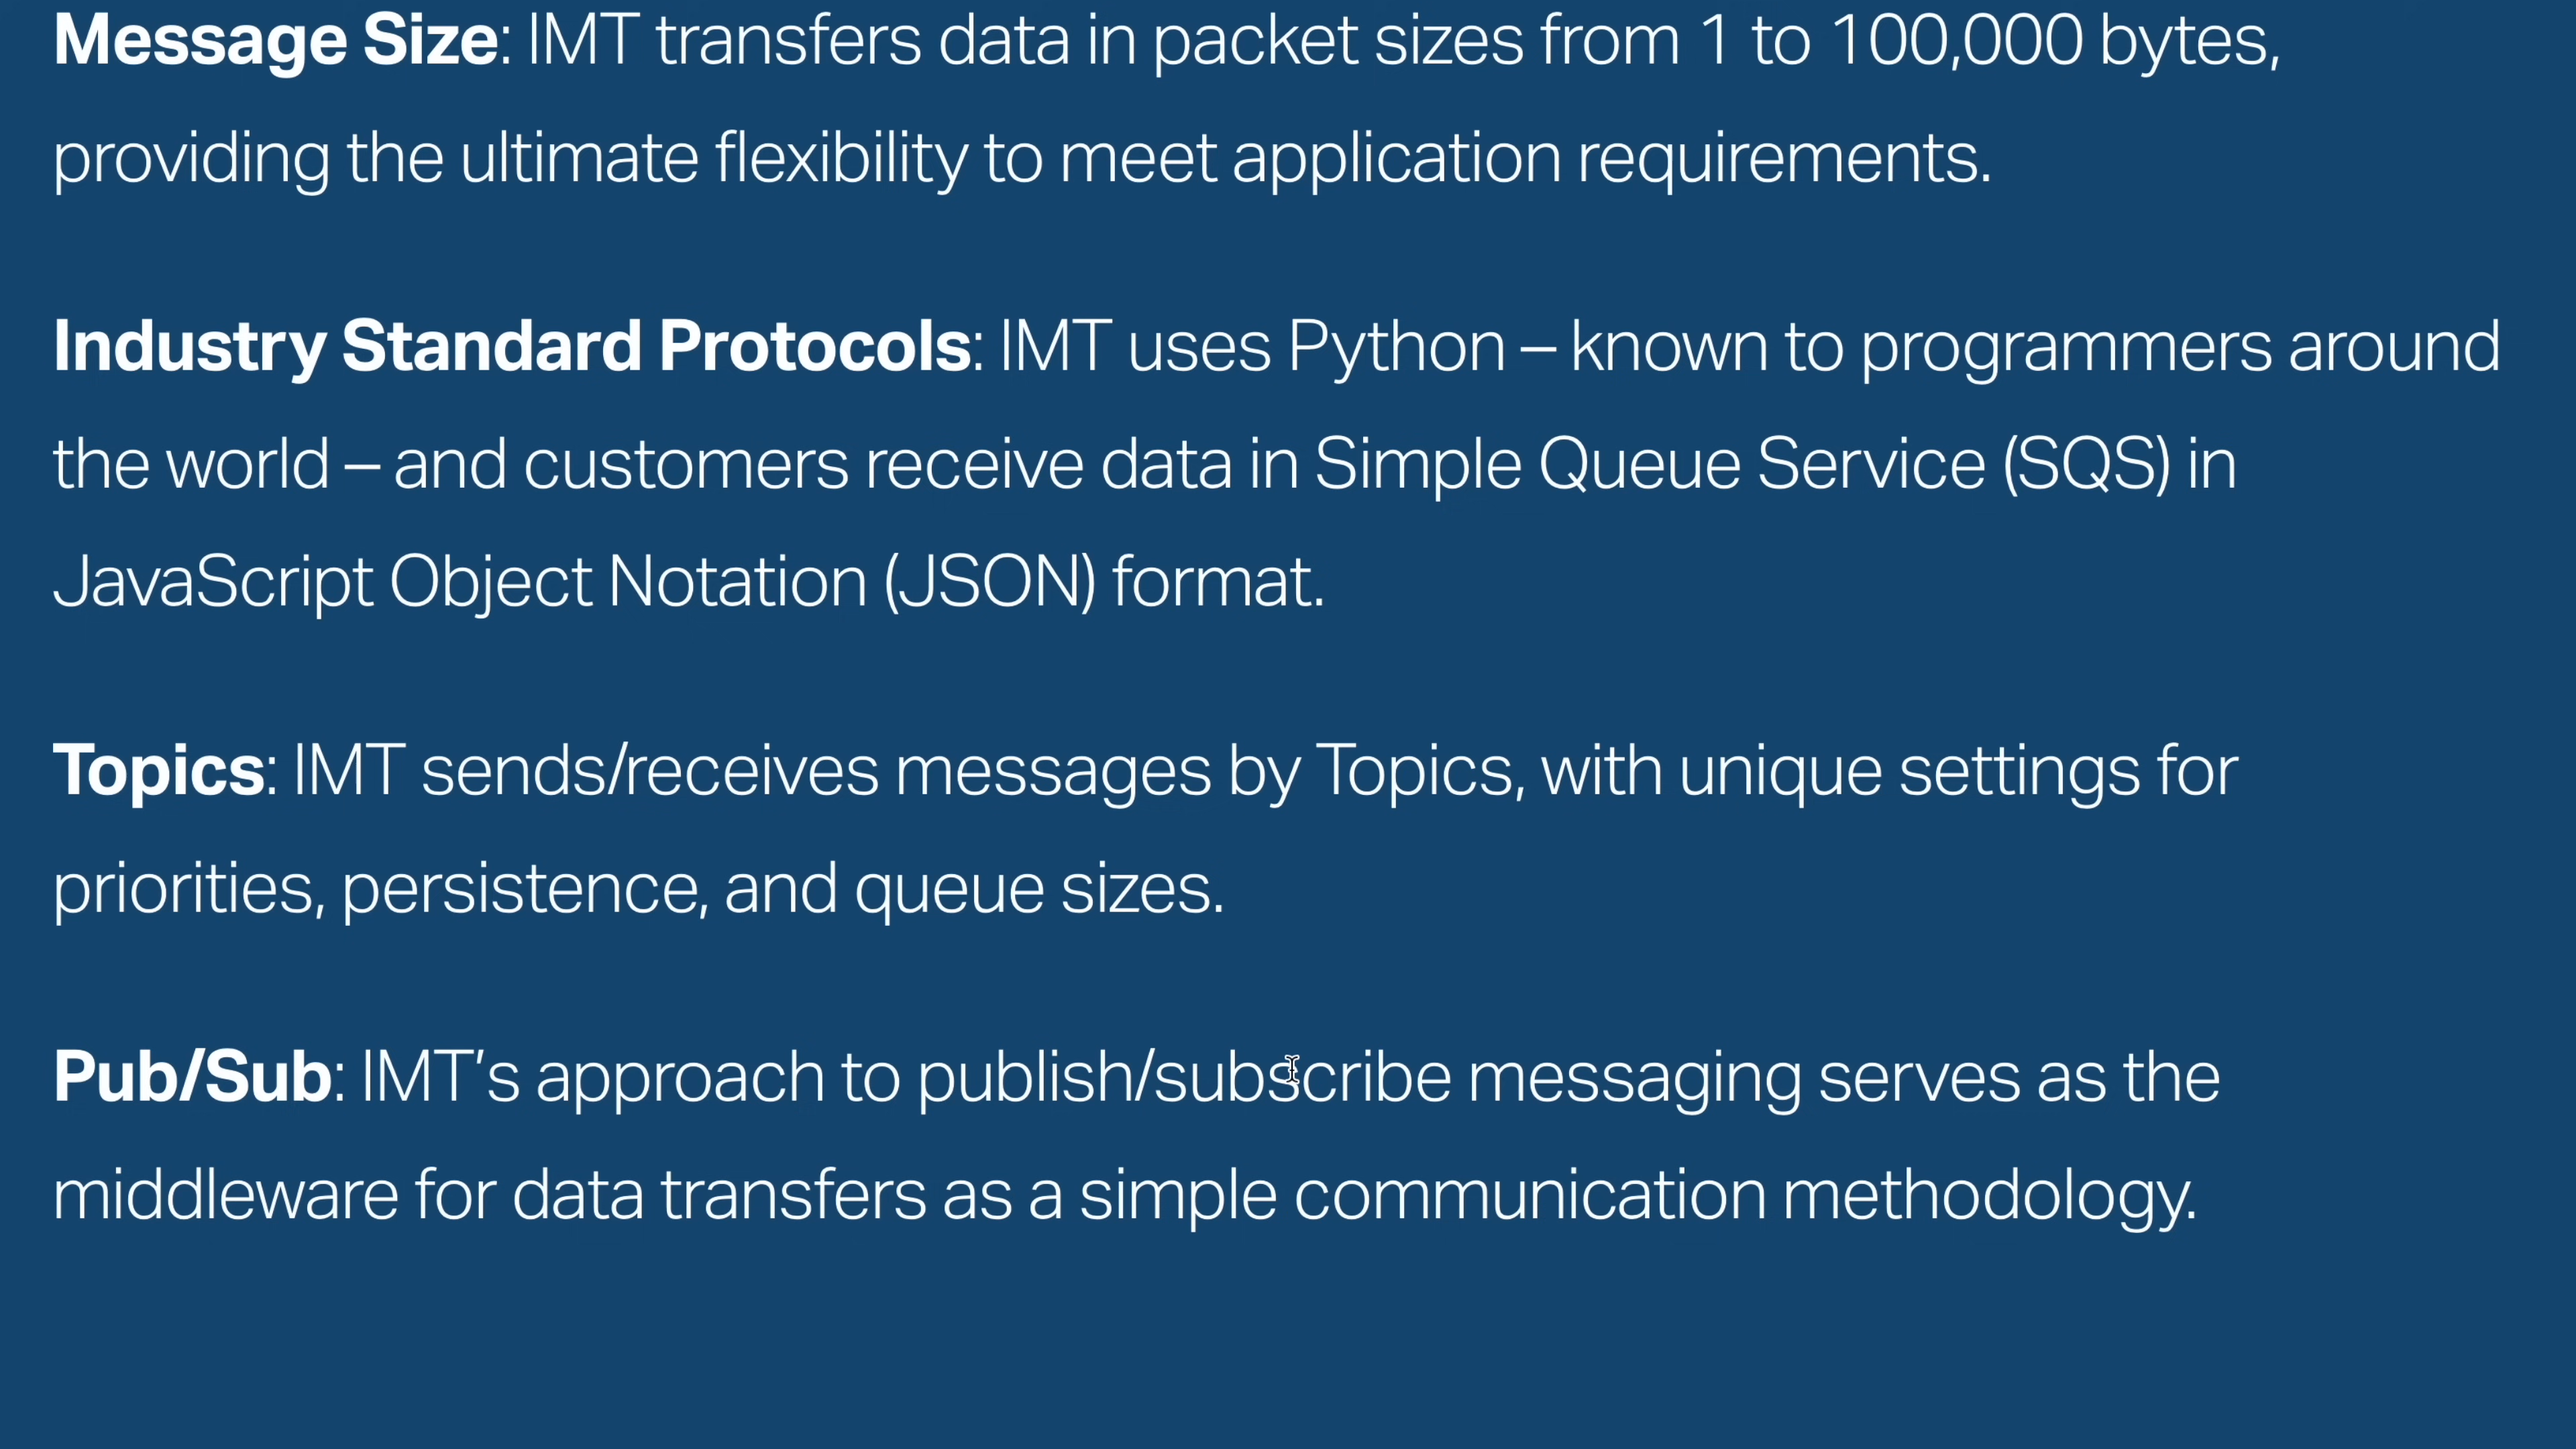 Message Size: IMT transfers data in packet sizes from 1 to 100,000 bytes,
providing the ultimate flexibility to meet application requirements.
Industry Standard Protocols: IMT uses Python – known to programmers around
the world – and customers receive data in Simple Queue Service (SQS) in
JavaScript Object Notation (JSON) format.
Topics: IMT sends/receives messages by Topics, with unique settings for
priorities, persistence, and queue sizes.
Pub/Sub: IMT’s approach to publish/subscribe messaging serves as the
middleware for data transfers as a simple communication methodology.